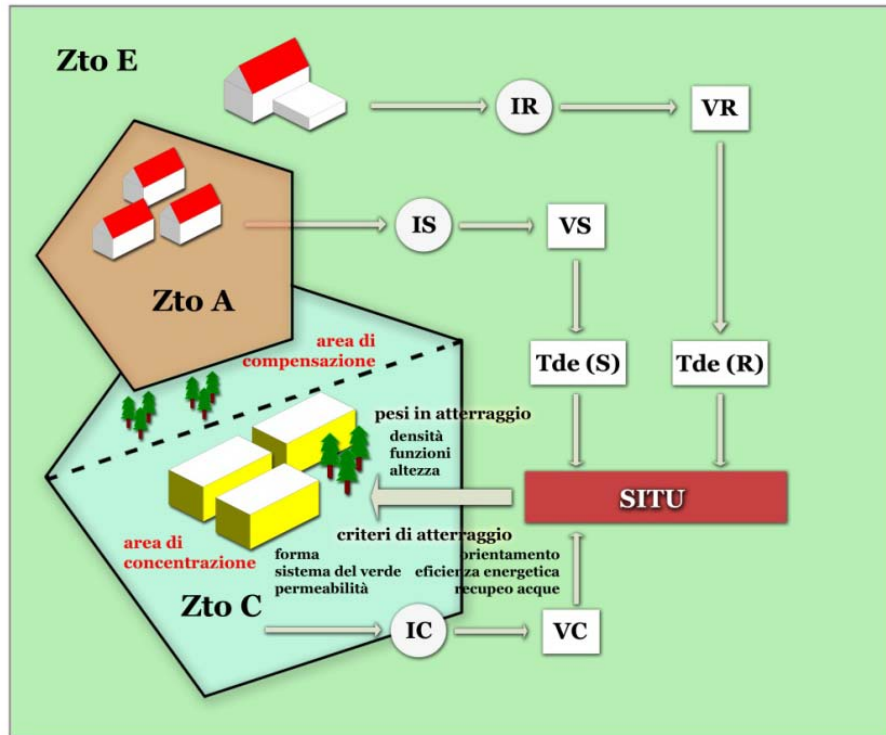 Zto E
IR
VR
IS
VS
Zto A
area di
compensazione
Tde (S)
Tde (R)
pesi in atterraggio
densità
funzioni
altezza
SITU
criteri di atterraggio
area di
concentrazione
forma
sistema del verde
permeabilità
orientamento
eficienza energetica
recupeo acque
Zto C
IC
VC